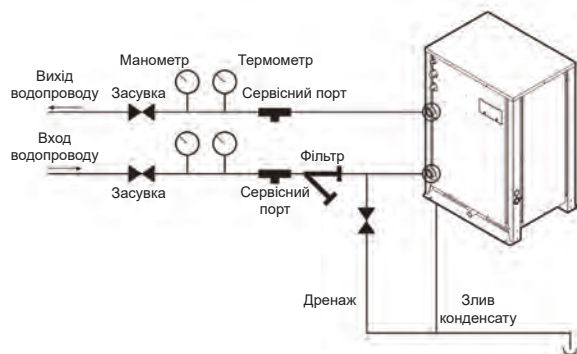 Манометр
Термометр
Вихід
водопроводу
Засувка
Сервісний порт
Вход
водопроводу
Фільтр
Засувка
Сервісний
порт
Дренаж
Злив
конденсату